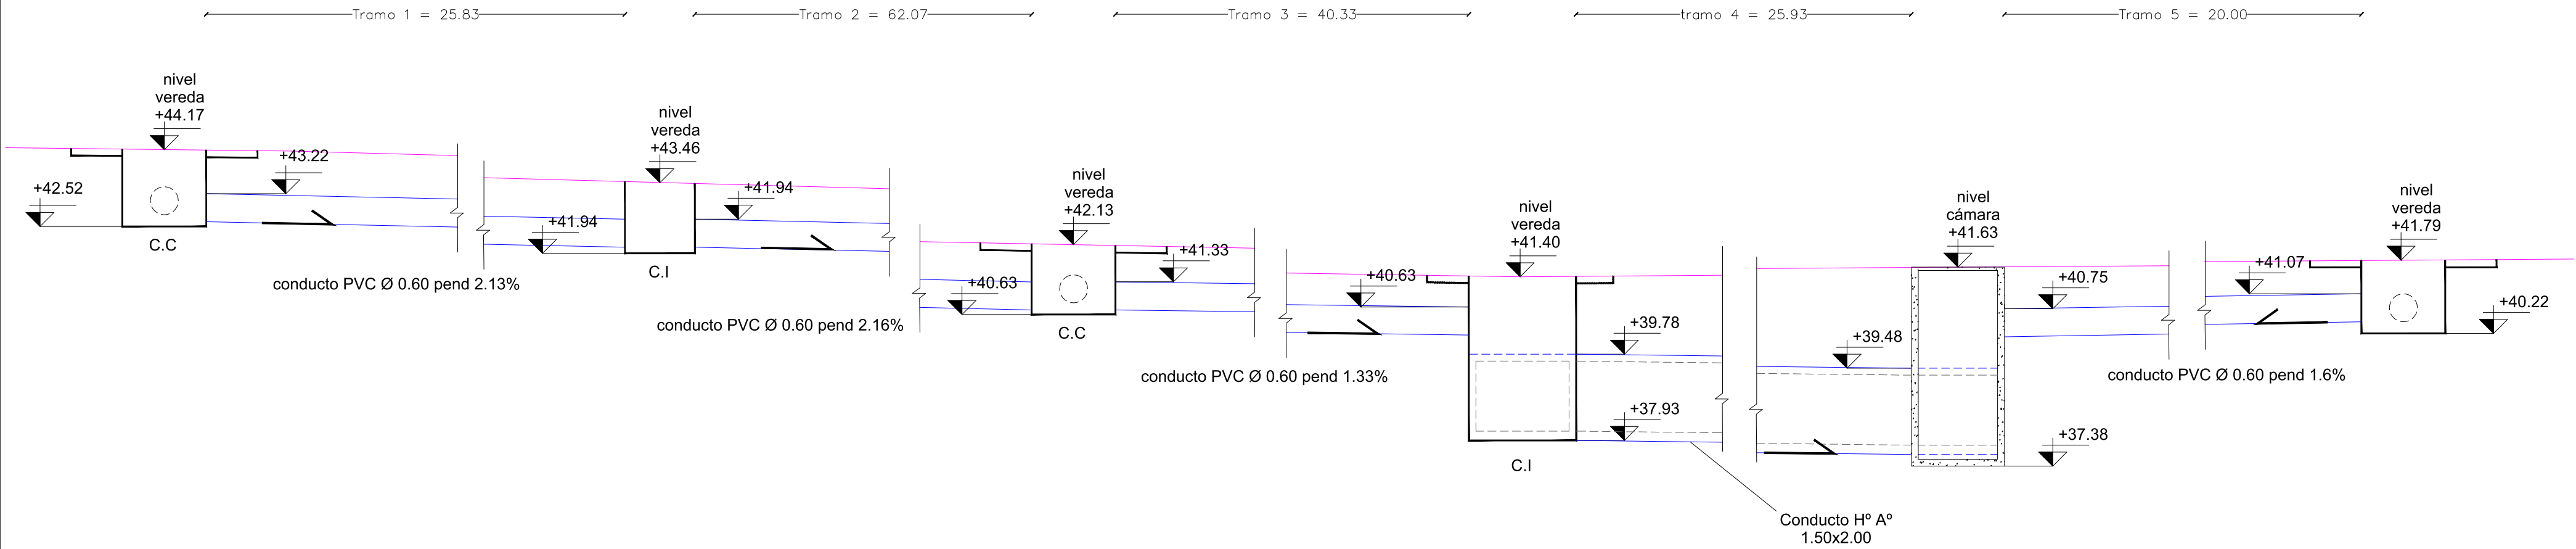 Tramo 1 = 25.83
Tramo 2 = 62.07
Tramo 3 = 40.33
tramo 4 = 25.93
Tramo 5 = 20.00
nivel
vereda
+44.17
+43.22
+42.52
C.C
conducto PVC Ø 0.60 pend 2.13%
nivel
vereda
+43.46
+41.94
+41.94
C.I
conducto PVC Ø 0.60 pend 2.16%
nivel
vereda
+42.13
+41.33
+40.63
C.C
conducto PVC Ø 0.60 pend 1.33%
nivel
vereda
+41.40
+40.63
+39.78
+37.93
C.I
Conducto Hº Aº
1.50x2.00
nivel
cámara
+41.63
+40.75
+39.48
+37.38
nivel
vereda
+41.79
+41.07
+40.22
conducto PVC Ø 0.60 pend 1.6%